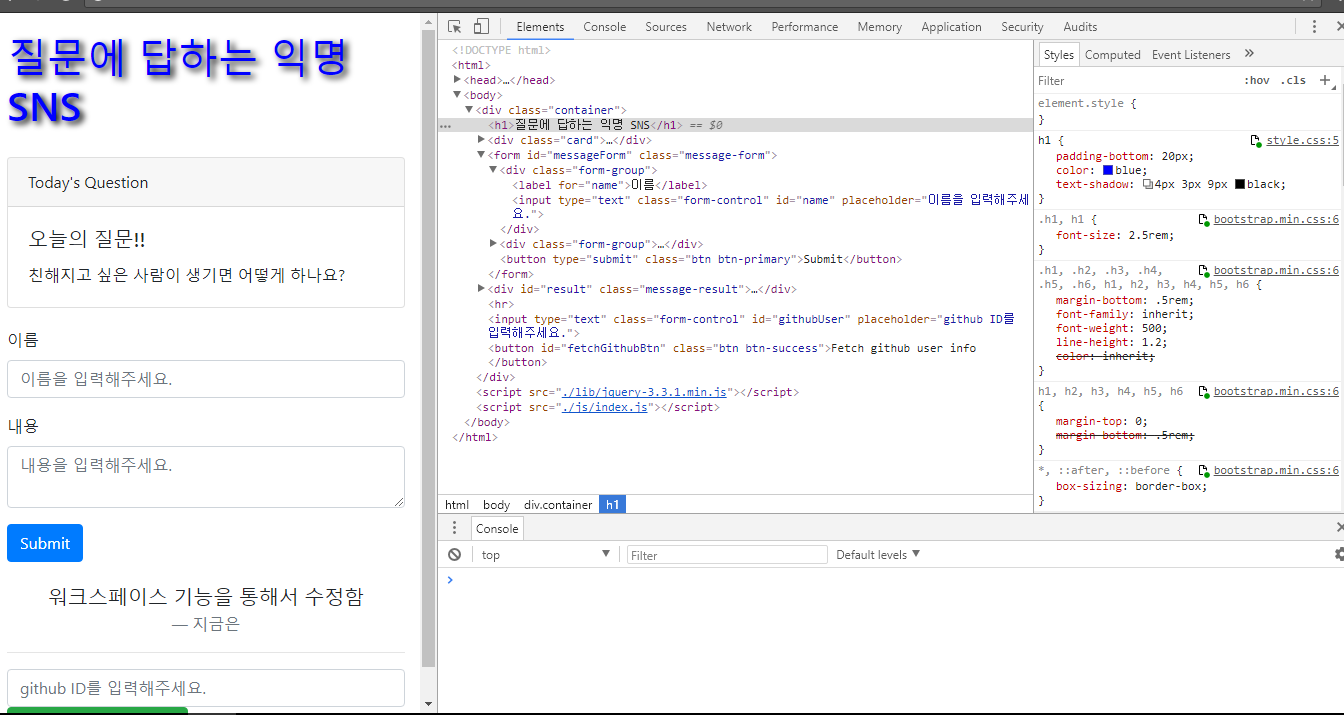 질문에 답하는 익명
SNS
Today's Question
오늘의 질문!!
친해지고 싶은 사람이 생기면 어떻게 하나요?
이름
이름을 입력해주세요.
내용
내용을 입력해주세요.
Submit
워크스페이스 기능을 통해서 수정함
— 지금은
github ID를 입력해주세요.
Elements Console Sources Network Performance Memory Application Security Audits
<!DOCTYPE html>
<html>
<head>…</head>
<body>
<div class="container">
<h1>질문에 답하는 익명 SNS</h1> == $0
<div class="card">…</div>
<form id="messageForm" class="message-form">
<div class="form-group">
<label for="name">이름</label>
<input type="text" class="form-control" id="name" placeholder="이름을 입력해주세
요.">
</div>
<div class="form-group">…</div>
<button type="submit" class="btn btn-primary">Submit</button>
</form>
<div id="result" class="message-result">…</div>
<hr>
<input type="text" class="form-control" id="githubUser" placeholder="github ID를
입력해주세요.">
<button id="fetchGithubBtn" class="btn btn-success">Fetch github user info
</button>
</div>
<script src="./lib/jquery-3.3.1.min.js"></script>
<script src="./js/index.js"></script>
</body>
</html>
html body div.container h1
Styles Computed Event Listeners »
Filter :hov .cls +
element.style {
}
h1 { style.css:5
padding-bottom: 20px;
color: blue;
text-shadow: 4px 3px 9px black;
}
.h1, h1 { bootstrap.min.css:6
font-size: 2.5rem;
}
.h1, .h2, .h3, .h4, bootstrap.min.css:6
.h5, .h6, h1, h2, h3, h4, h5, h6 {
margin-bottom: .5rem;
font-family: inherit;
font-weight: 500;
line-height: 1.2;
color: inherit;
}
h1, h2, h3, h4, h5, h6 bootstrap.min.css:6
{
margin-top: 0;
margin-bottom: .5rem;
}
*, ::after, ::before { bootstrap.min.css:6
box-sizing: border-box;
}
Console
top Filter Default levels